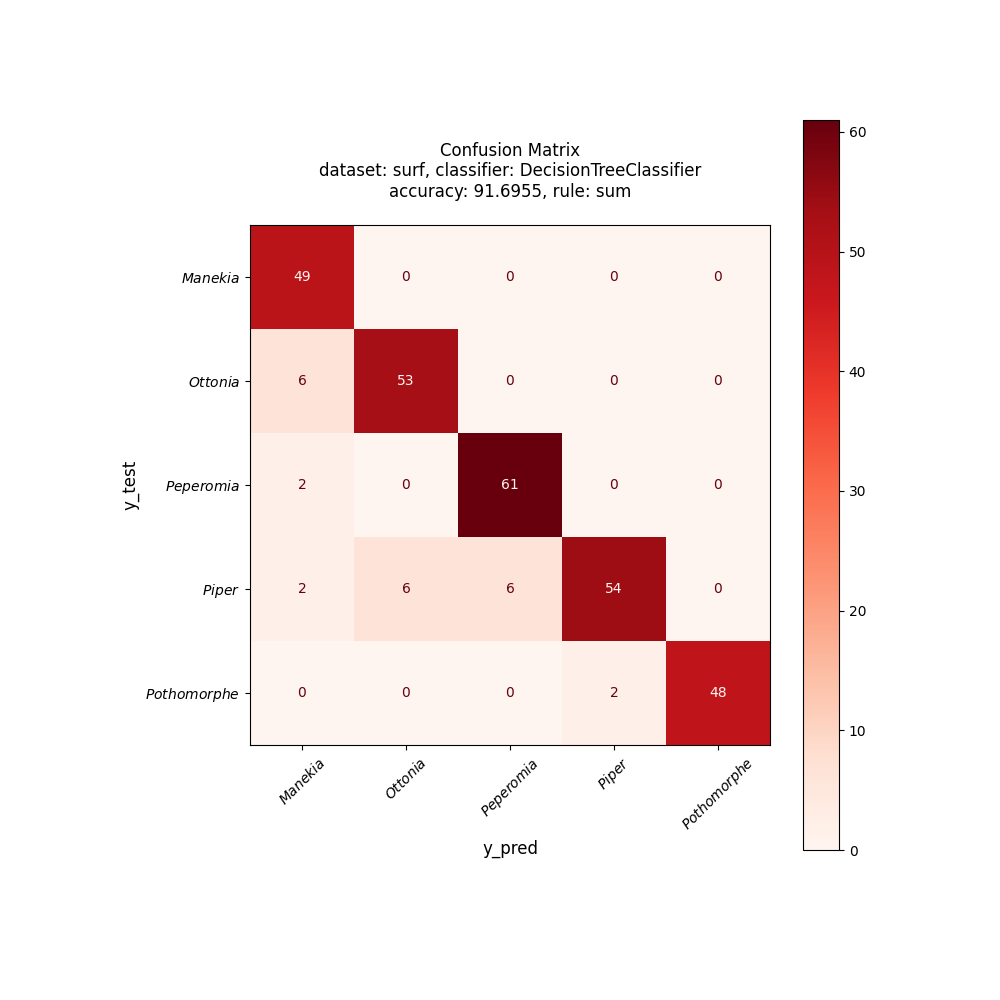 Confusion Matrix
dataset: surf, classifier: DecisionTreeClassifier
accuracy: 91.6955, rule: sum
y_test
Manekia 49 0 0 0 0
Ottonia 6 53 0 0 0
Peperomia 2 0 61 0 0
Piper 2 6 6 54 0
Pothomorphe 0 0 0 2 48
Manekia Ottonia Peperomia Piper Pothomorphe
y_pred
60
50
40
30
20
10
0